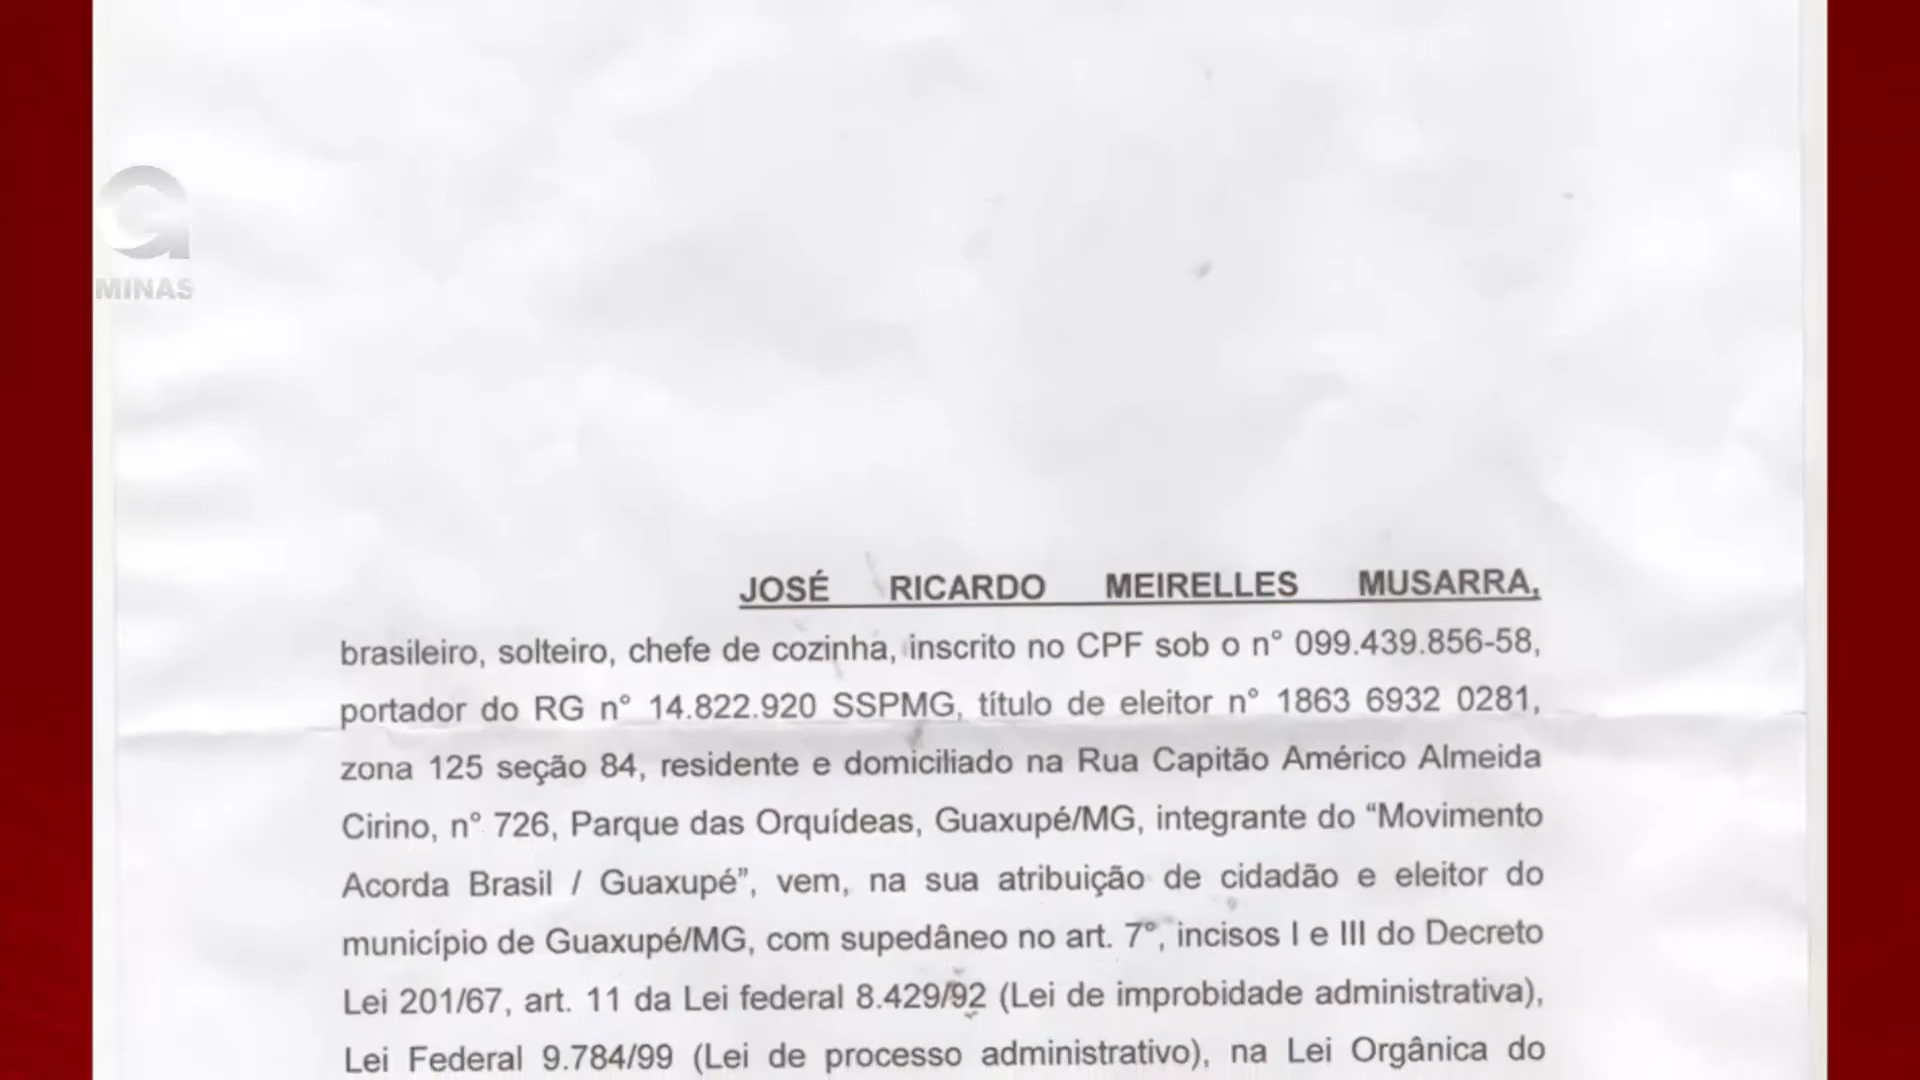 MINAS
JOSÉ RICARDO MEIRELLES MUSARRA,
brasileiro, solteiro, chefe de cozinha, inscrito no CPF sob o n° 099.439.856-58,
portador do RG n° 14.822.920 SSPMG, título de eleitor n° 1863 6932 0281,
zona 125 seção 84, residente e domiciliado na Rua Capitão Américo Almeida
Cirino, n° 726, Parque das Orquídeas, Guaxupé/MG, integrante do “Movimento
Acorda Brasil / Guaxupé”, vem, na sua atribuição de cidadão e eleitor do
município de Guaxupé/MG, com supedâneo no art. 7°, incisos I e III do Decreto
Lei 201/67, art. 11 da Lei federal 8.429/92 (Lei de improbidade administrativa),
Lei Federal 9.784/99 (Lei de processo administrativo), na Lei Orgânica do